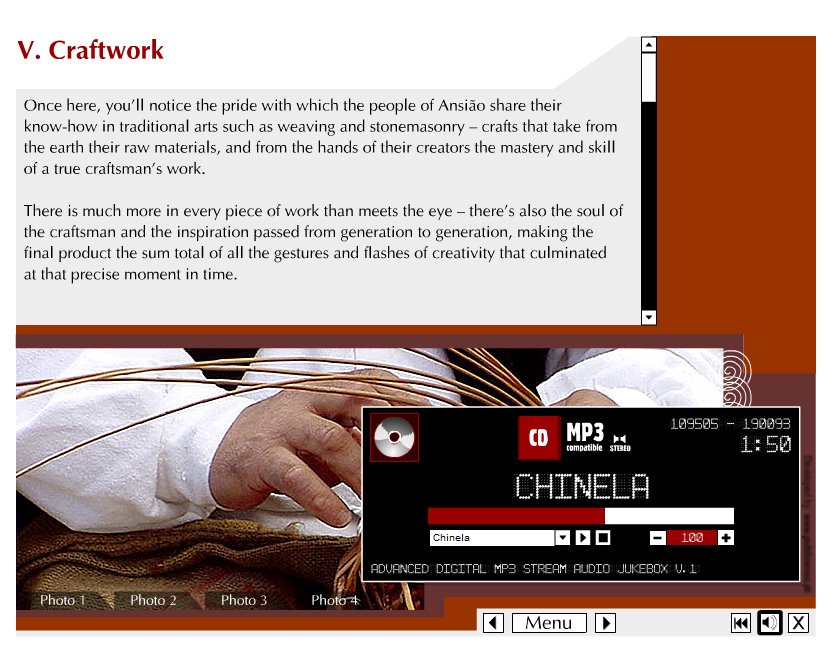 V. Craftwork
Once here, you'll notice the pride with which the people of Ansião share their
know-how in traditional arts such as weaving and stonemasonry – crafts that take from
the earth their raw materials, and from the hands of their creators the mastery and skill
of a true craftsman's work.
There is much more in every piece of work than meets the eye – there's also the soul of
the craftsman and the inspiration passed from generation to generation, making the
final product the sum total of all the gestures and flashes of creativity that culminated
at that precise moment in time.
CD MP3 compatible STEREO
109505 - 190093
1:50
CHINELA
Chinela
100
ADVANCED DIGITAL MP3 STREAM AUDIO JUKEBOX V.1
Developed by
Photo 1 Photo 2 Photo 3 Photo 4
Menu X